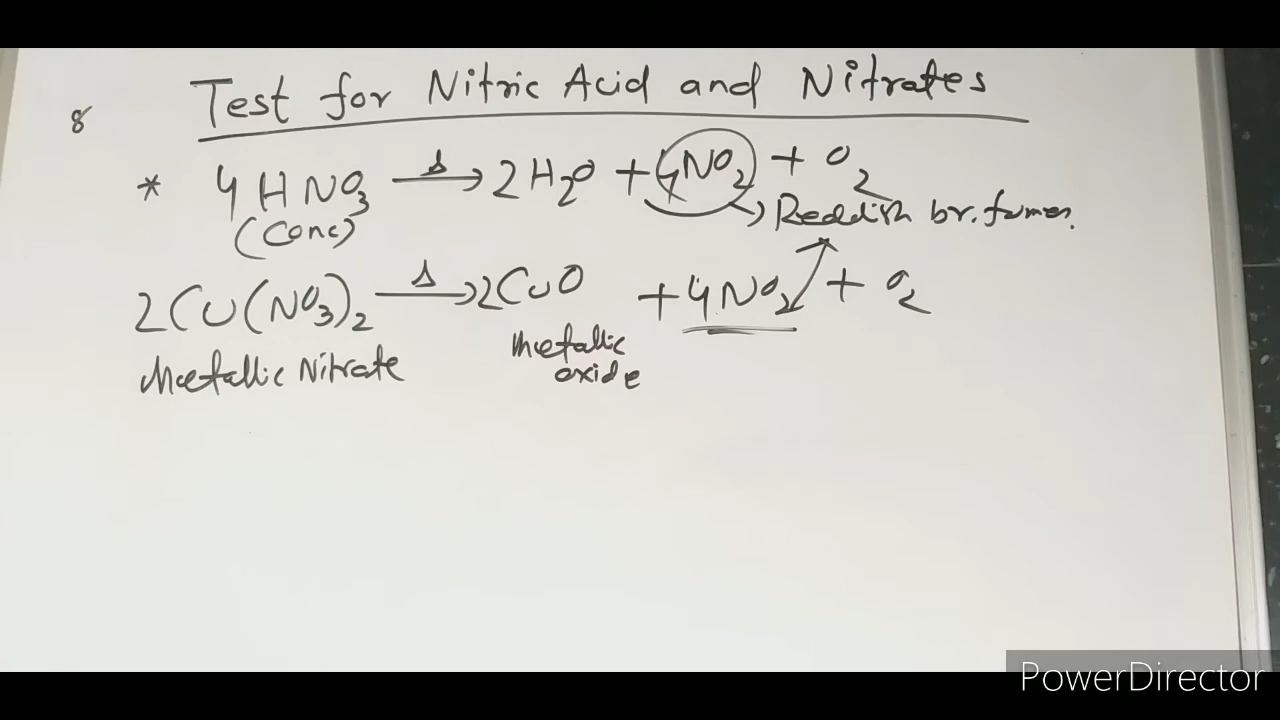 8
Test for Nitric Acid and Nitrates
* 4HNO₃ —Δ→ 2H₂O + 4NO₂ + O₂
(Conc)
→ Reddish br. fumes.
2Cu(NO₃)₂ —Δ→ 2CuO + 4NO₂ + O₂
Metallic Nitrate
Metallic
oxide
PowerDirector